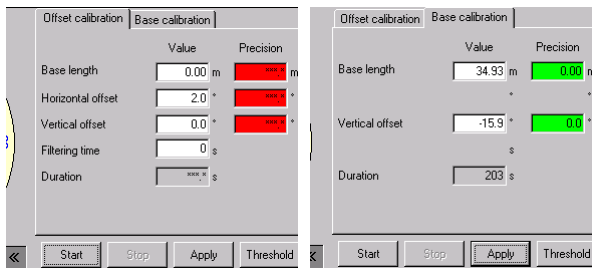 Offset calibration Base calibration
Value Precision
Base length 0.00 m ***.* m
Horizontal offset 2.0 ° ***.* °
Vertical offset 0.0 ° ***.* °
Filtering time 0 s
Duration ***.* s
« Start Stop Apply Threshold
Offset calibration Base calibration
Value Precision
Base length 34.93 m 0.00 m
° °
Vertical offset -15.9 ° 0.0 °
s
Duration 203 s
Start Stop Apply Threshold